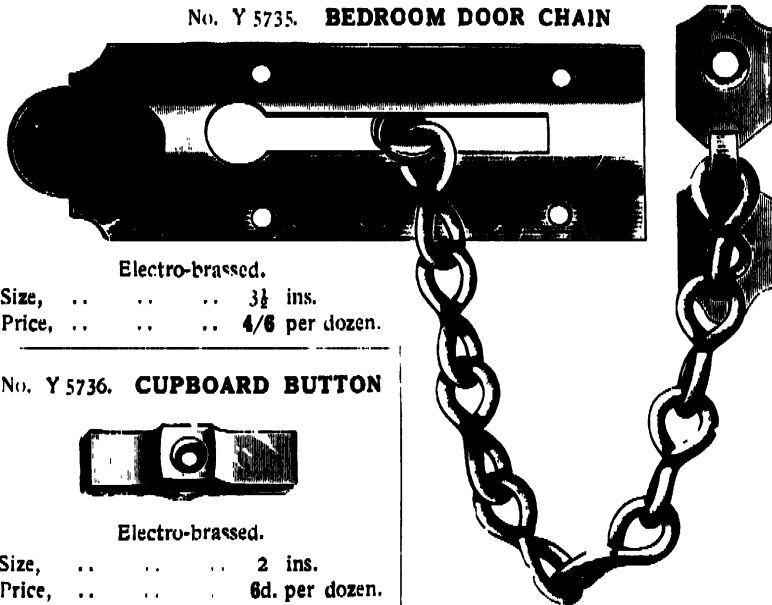 No. Y 5735. BEDROOM DOOR CHAIN
Electro-brassed.
Size, .. .. .. 3½ ins.
Price, .. .. .. 4/6 per dozen.
No. Y 5736. CUPBOARD BUTTON
Electro-brassed.
Size, .. .. .. 2 ins.
Price, .. .. . 6d. per dozen.